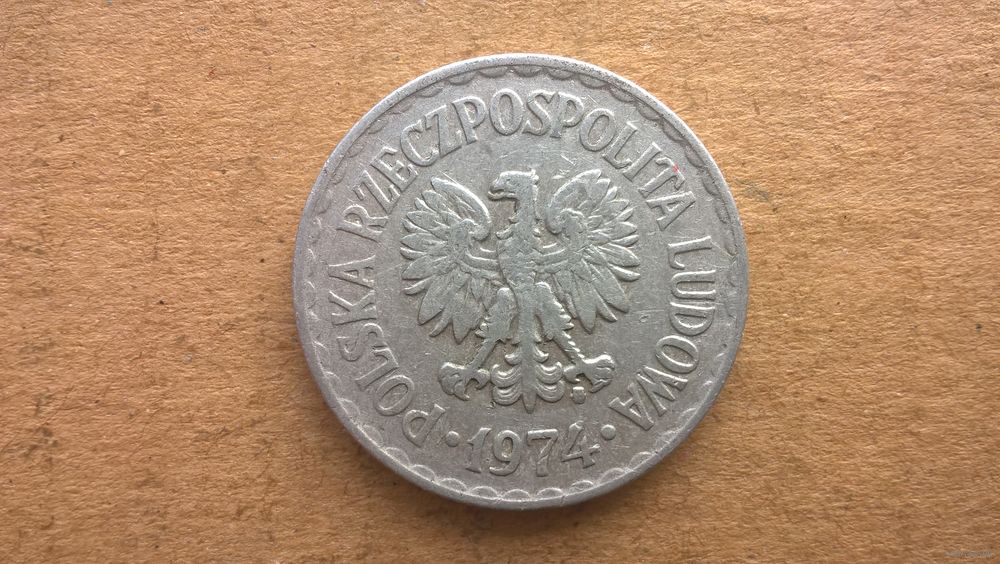 POLSKA RZECZPOSPOLITA LUDOWA
· 1974 ·